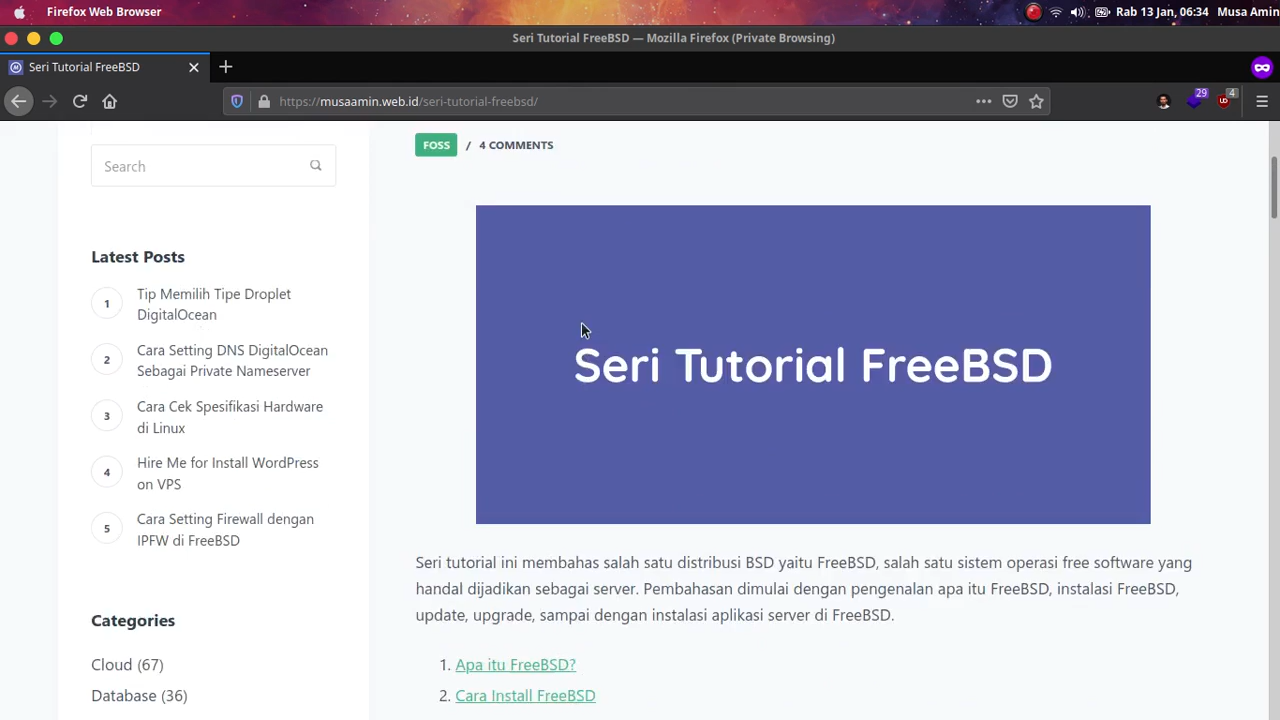 Firefox Web Browser
Rab 13 Jan, 06:34 Musa Amin
Seri Tutorial FreeBSD — Mozilla Firefox (Private Browsing)
Seri Tutorial FreeBSD
https://musaamin.web.id/seri-tutorial-freebsd/
29
4
FOSS / 4 COMMENTS
Search
Latest Posts
1 Tip Memilih Tipe Droplet
DigitalOcean
2 Cara Setting DNS DigitalOcean
Sebagai Private Nameserver
3 Cara Cek Spesifikasi Hardware
di Linux
4 Hire Me for Install WordPress
on VPS
5 Cara Setting Firewall dengan
IPFW di FreeBSD
Categories
Cloud (67)
Database (36)
Seri Tutorial FreeBSD
Seri tutorial ini membahas salah satu distribusi BSD yaitu FreeBSD, salah satu sistem operasi free software yang
handal dijadikan sebagai server. Pembahasan dimulai dengan pengenalan apa itu FreeBSD, instalasi FreeBSD,
update, upgrade, sampai dengan instalasi aplikasi server di FreeBSD.
1. Apa itu FreeBSD?
2. Cara Install FreeBSD